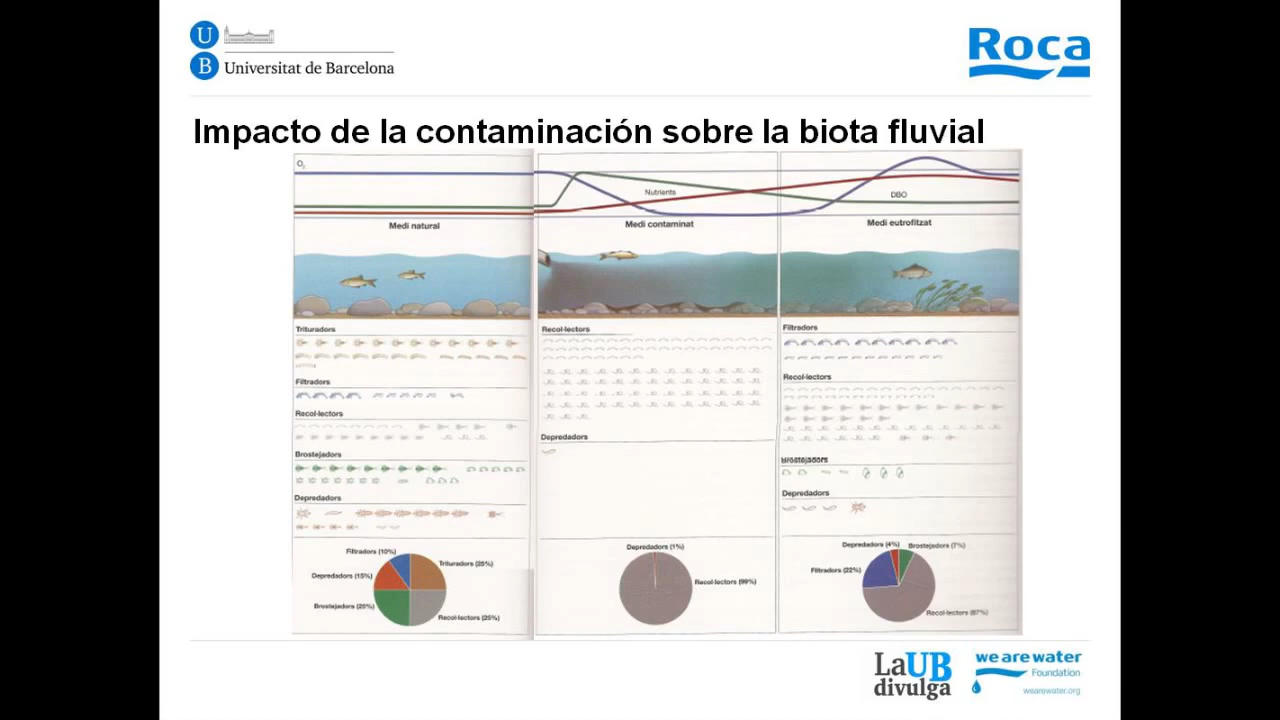 U
B Universitat de Barcelona
Roca
Impacto de la contaminación sobre la biota fluvial
O₂
Nutrients
DBO
Medi natural
Medi contaminat
Medi eutrofitzat
Trituradors
Filtradors
Recol·lectors
Brostejadors
Depredadors
Filtradors (10%)
Trituradors (25%)
Depredadors (15%)
Brostejadors (25%)
Recol·lectors (25%)
Recol·lectors
Depredadors
Depredadors (1%)
Recol·lectors (99%)
Filtradors
Recol·lectors
Brostejadors
Depredadors
Depredadors (4%)
Brostejadors (7%)
Filtradors (22%)
Recol·lectors (67%)
La UB
divulga
we are water
Foundation
wearewater.org